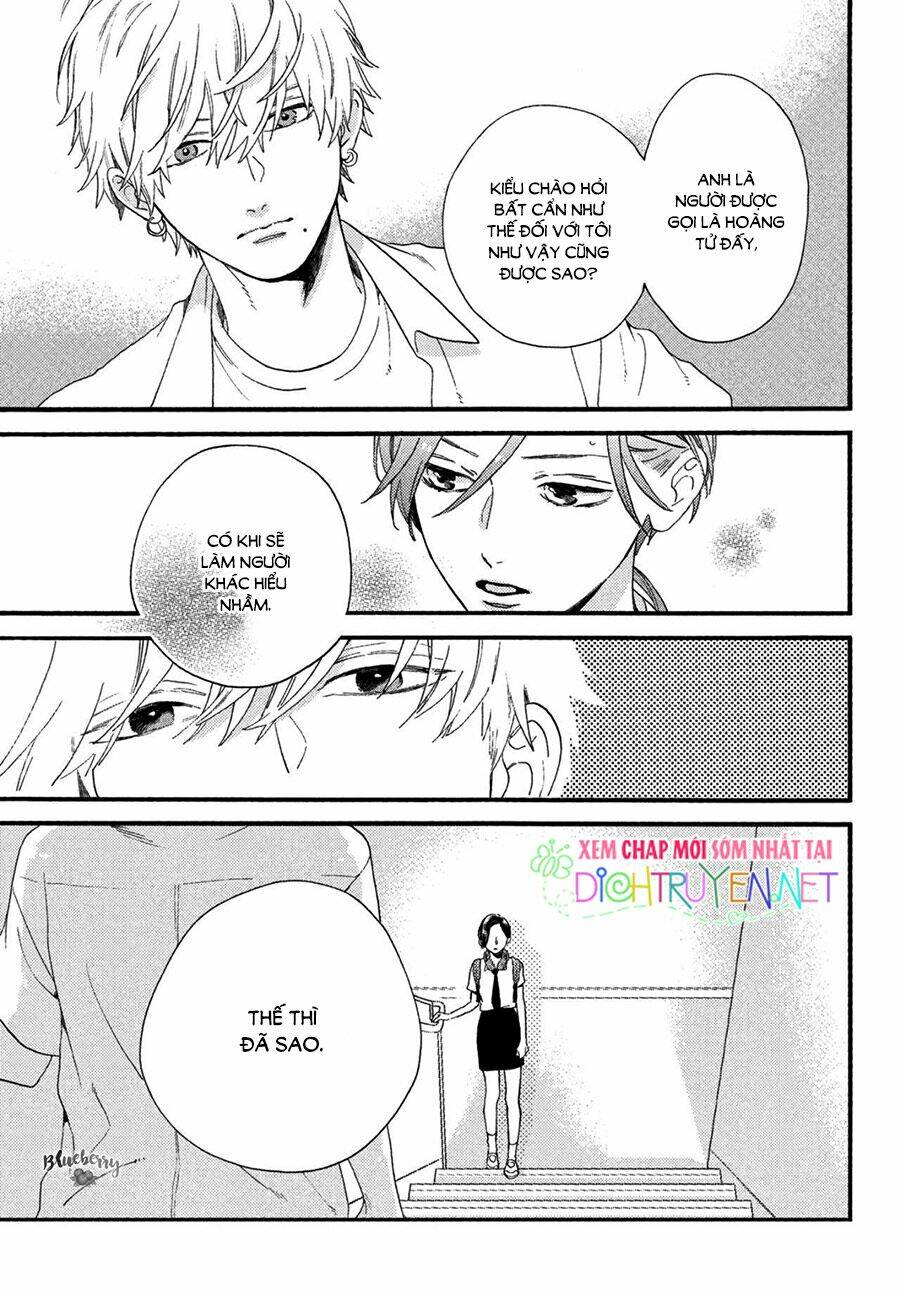 ANH LÀ
NGƯỜI ĐƯỢC
GỌI LÀ HOÀNG
TỬ ĐẤY,
KIỂU CHÀO HỎI
BẤT CẨN NHƯ
THẾ ĐỐI VỚI TÔI
NHƯ VẬY CŨNG
ĐƯỢC SAO?
CÓ KHI SẼ
LÀM NGƯỜI
KHÁC HIỂU
NHẦM.
XEM CHAP MỚI SỚM NHẤT TẠI
DICHTRUYEN.NET
THẾ THÌ
ĐÃ SAO.
Blueberry